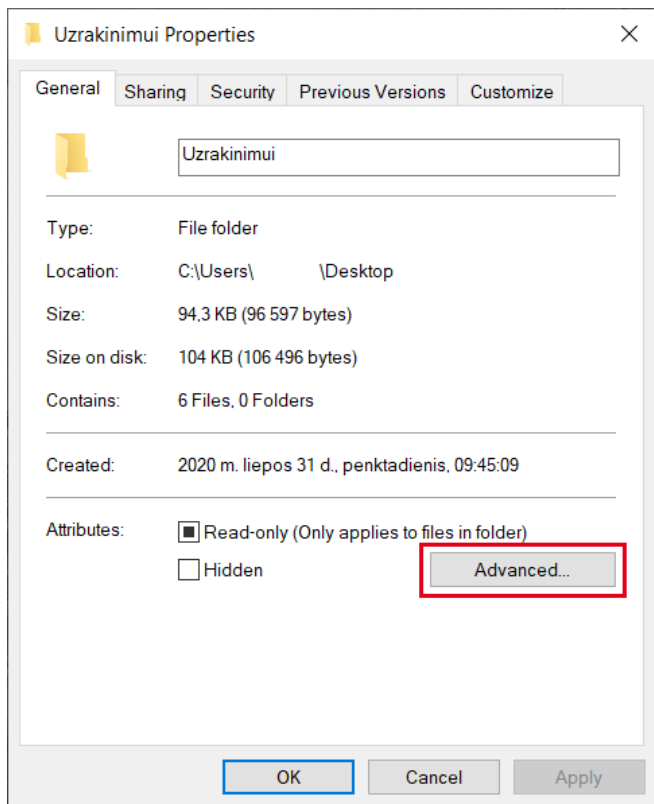 Uzrakinimui Properties
General Sharing Security Previous Versions Customize
Uzrakinimui
Type: File folder
Location: C:\Users\ \Desktop
Size: 94,3 KB (96 597 bytes)
Size on disk: 104 KB (106 496 bytes)
Contains: 6 Files, 0 Folders
Created: 2020 m. liepos 31 d., penktadienis, 09:45:09
Attributes: Read-only (Only applies to files in folder)
Hidden Advanced...
OK Cancel Apply